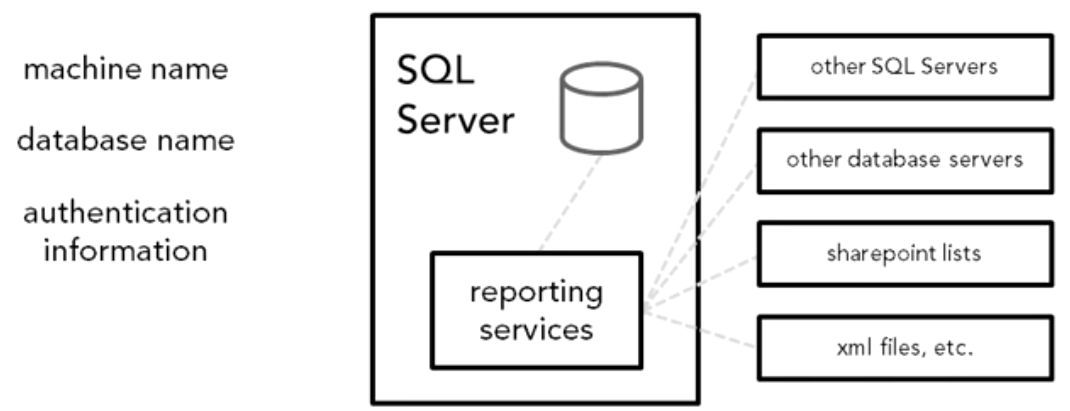 machine name
database name
authentication
information
SQL
Server
reporting
services
other SQL Servers
other database servers
sharepoint lists
xml files, etc.